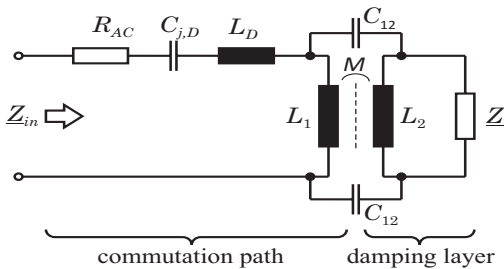 R_AC C_j,D L_D C_12
M
Z_in L_1 L_2 Z
C_12
commutation path damping layer